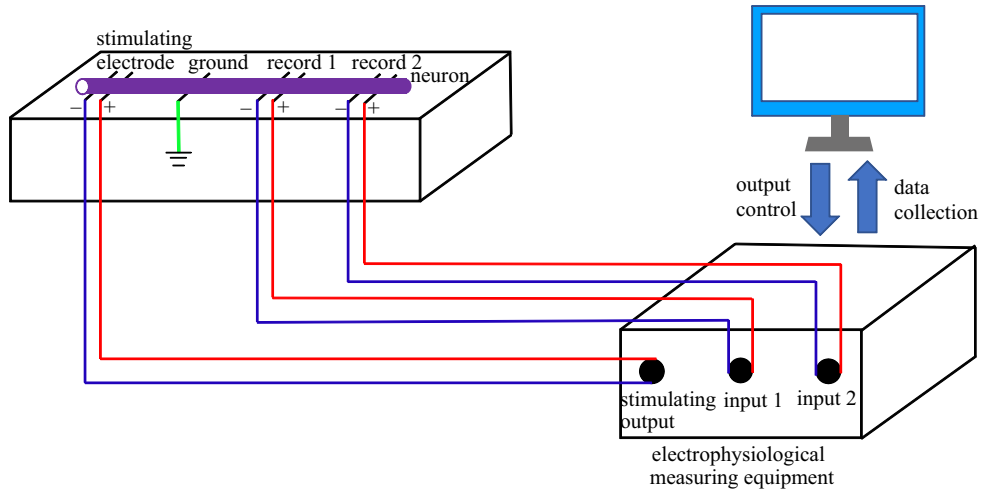 stimulating
electrode ground record 1 record 2
neuron
− + − + − +
output
control
data
collection
stimulating
output
input 1
input 2
electrophysiological
measuring equipment